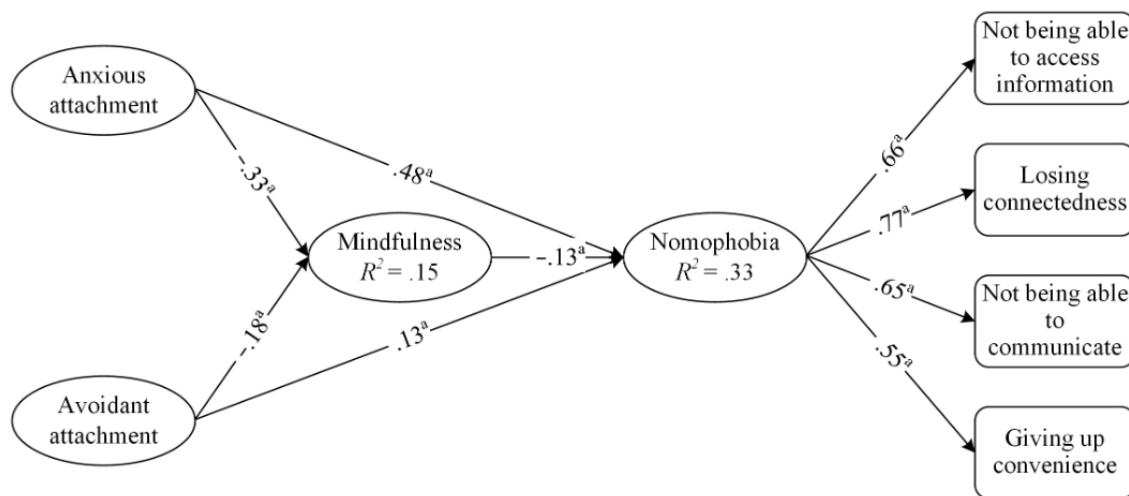 Anxious
attachment
Avoidant
attachment
-.33ᵃ
-.18ᵃ
.48ᵃ
.13ᵃ
Mindfulness
R² = .15
–.13ᵃ
Nomophobia
R² = .33
.66ᵃ
.77ᵃ
.65ᵃ
.55ᵃ
Not being able
to access
information
Losing
connectedness
Not being able
to
communicate
Giving up
convenience